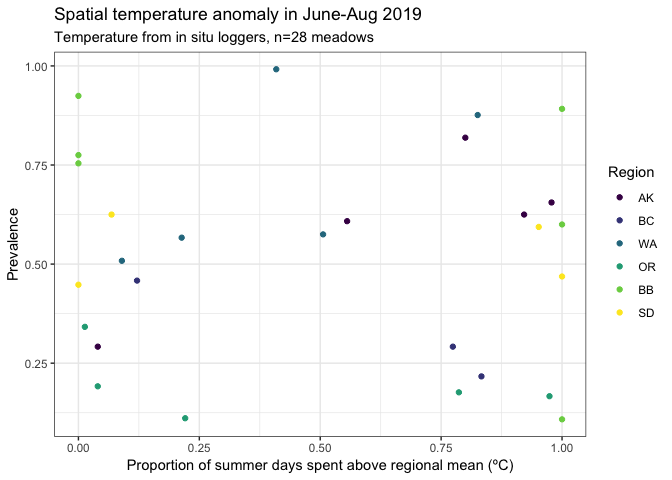 Spatial temperature anomaly in June-Aug 2019
Temperature from in situ loggers, n=28 meadows
1.00
0.75
0.50
0.25
Prevalence
0.00
0.25
0.50
0.75
1.00
Proportion of summer days spent above regional mean (ºC)
Region
AK
BC
WA
OR
BB
SD